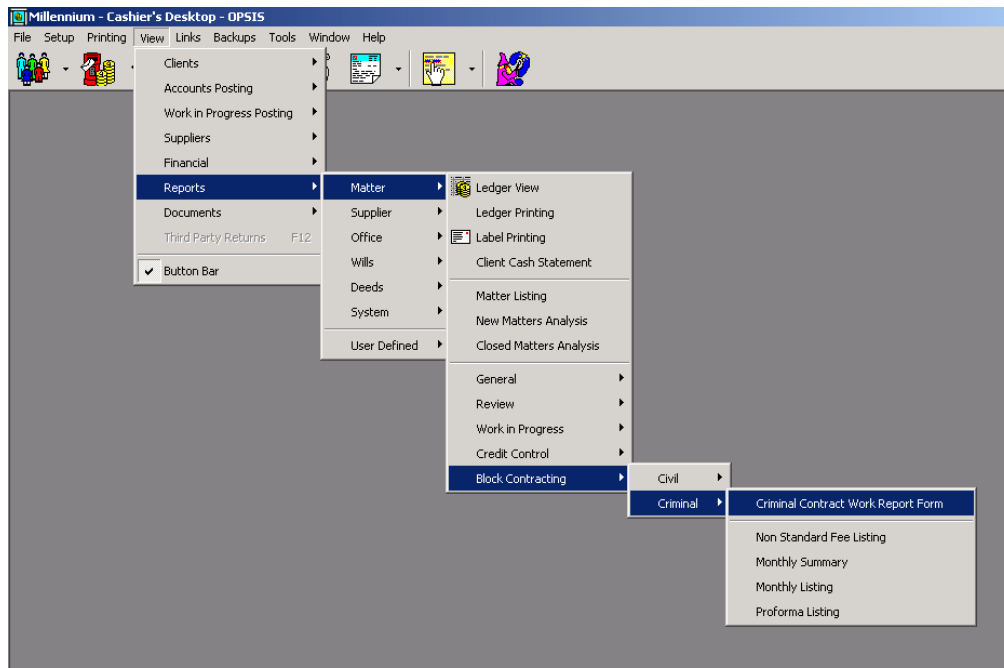 Millennium - Cashier's Desktop - OPSIS
File Setup Printing View Links Backups Tools Window Help
Clients
Accounts Posting
Work in Progress Posting
Suppliers
Financial
Reports
Documents
Third Party Returns F12
Button Bar
Matter
Supplier
Office
Wills
Deeds
System
User Defined
Ledger View
Ledger Printing
Label Printing
Client Cash Statement
Matter Listing
New Matters Analysis
Closed Matters Analysis
General
Review
Work in Progress
Credit Control
Block Contracting
Civil
Criminal
Criminal Contract Work Report Form
Non Standard Fee Listing
Monthly Summary
Monthly Listing
Proforma Listing